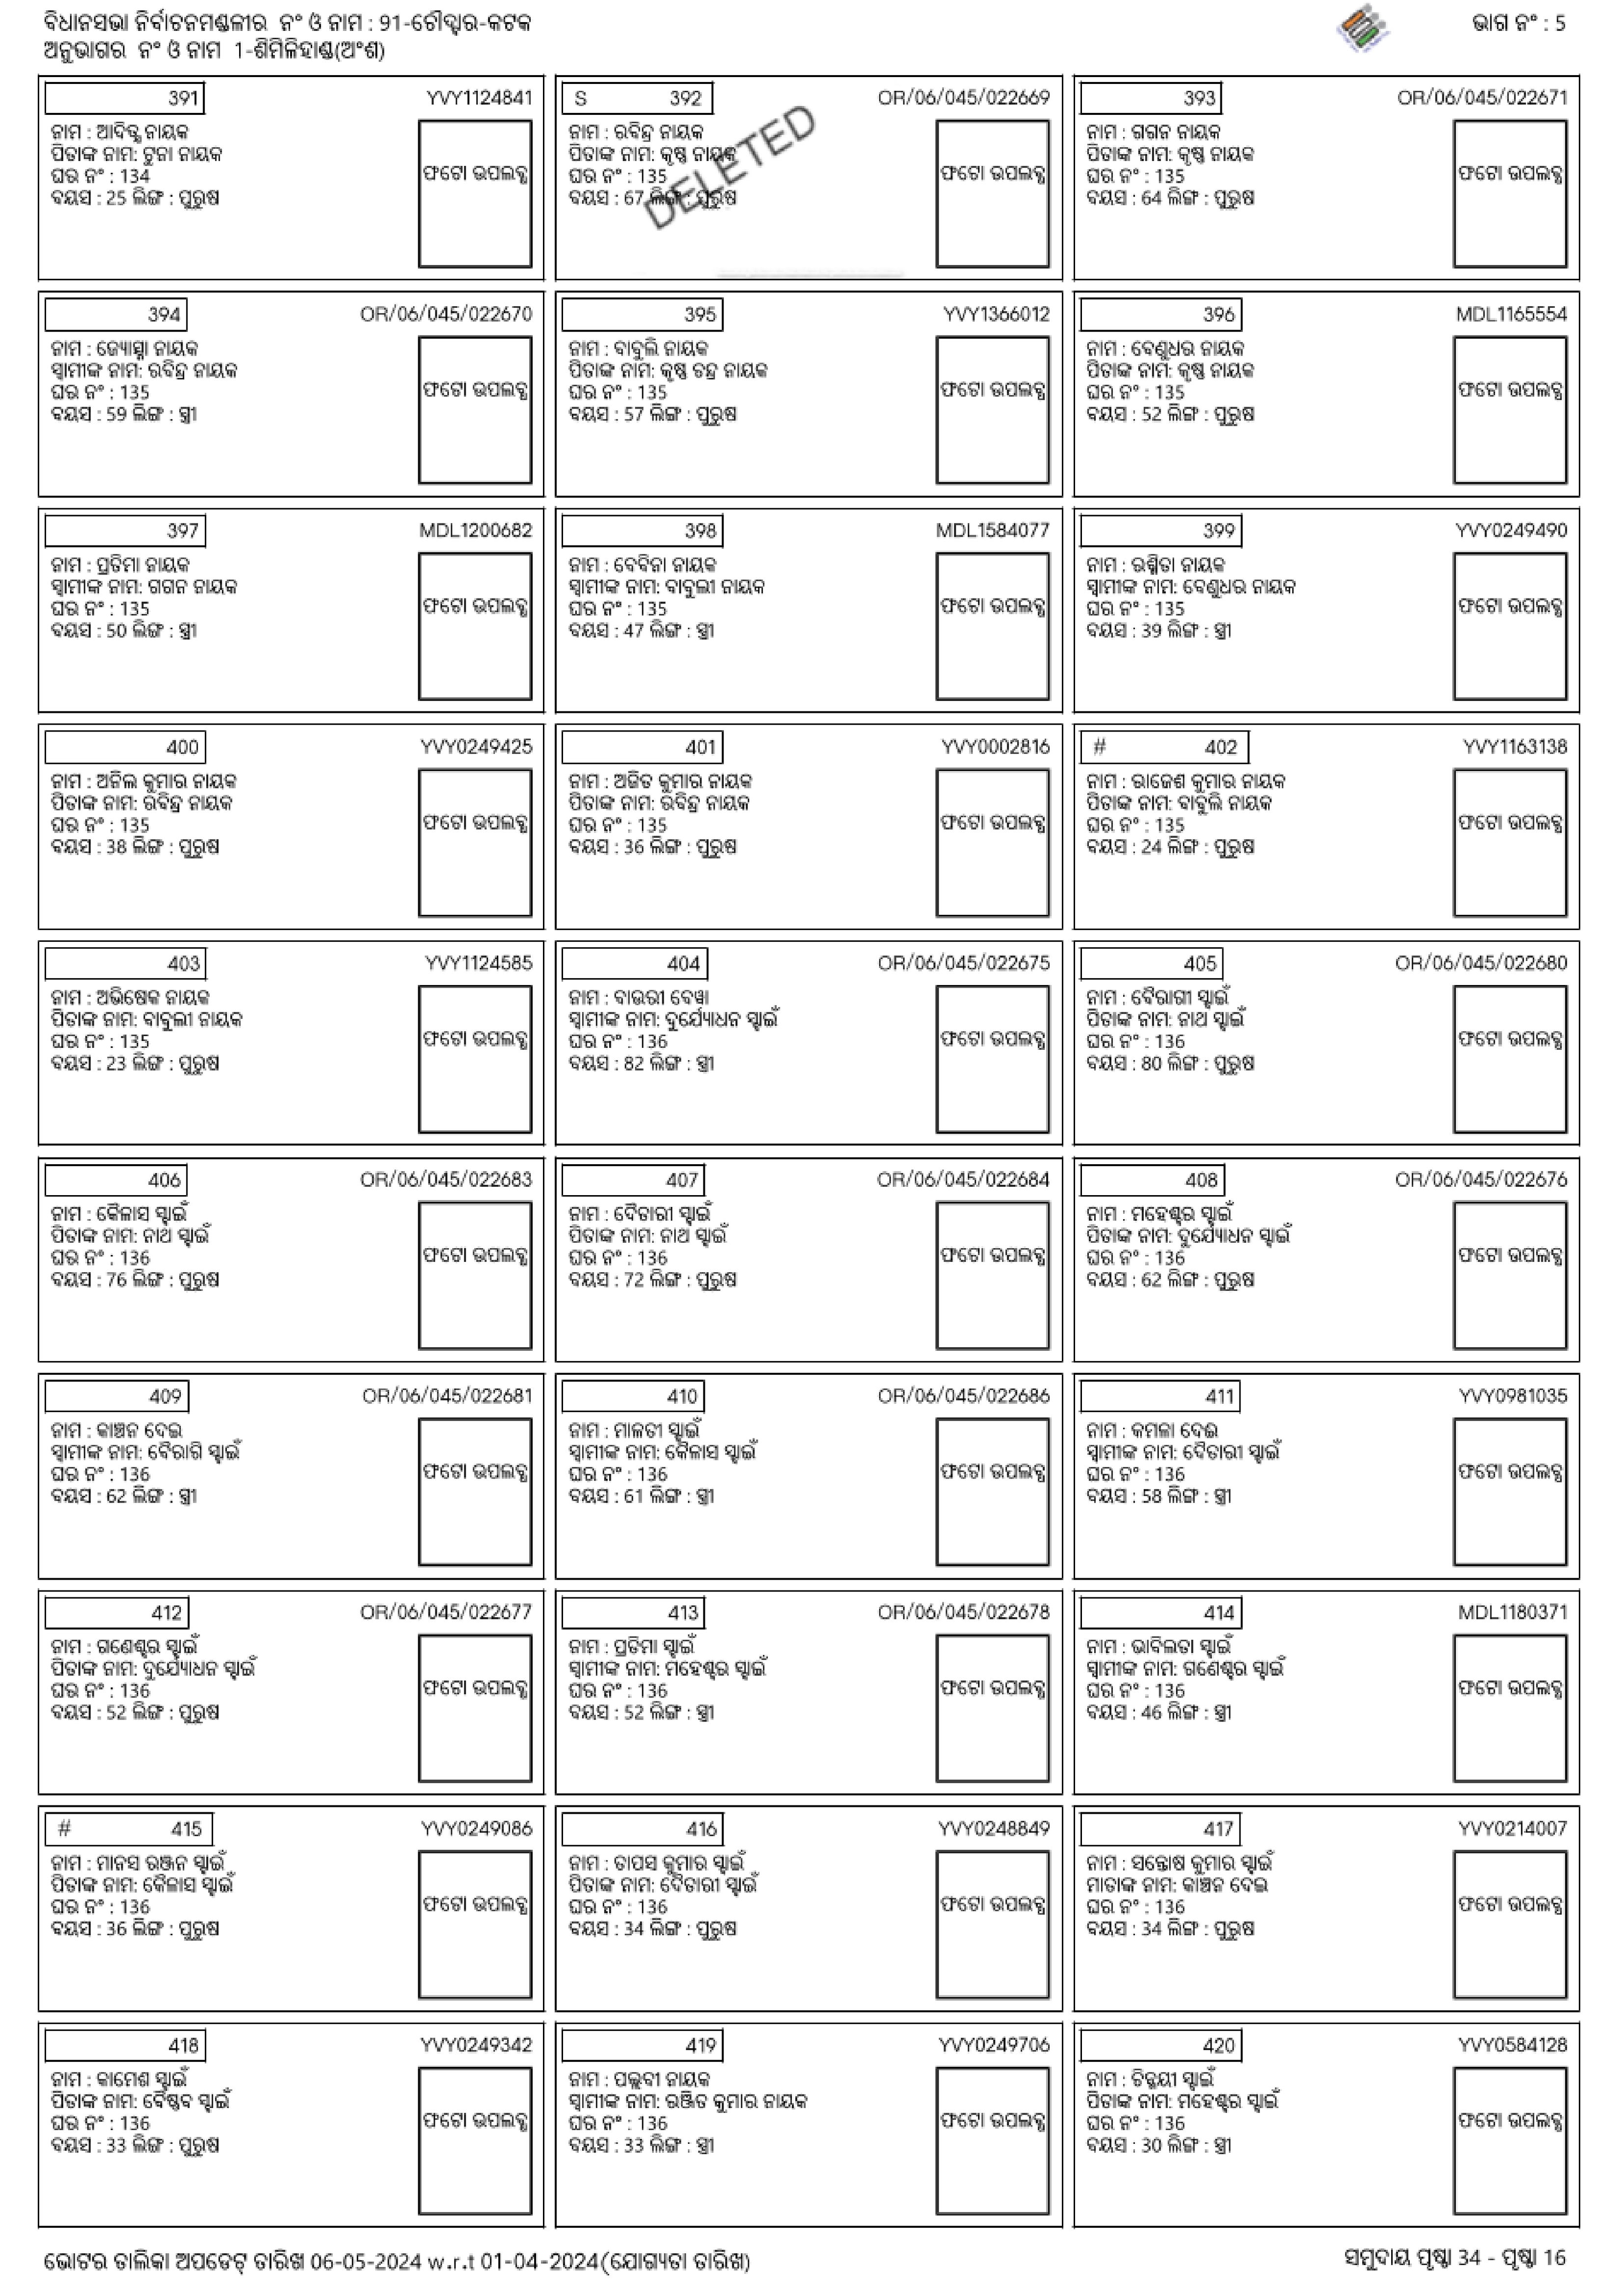 ବିଧାନସଭା ନିର୍ବାଚନମଣ୍ଡଳୀର ନଂ ଓ ନାମ : 91-ଚୌଦ୍ୱାର-କଟକ
ଅନୁଭାଗର ନଂ ଓ ନାମ 1-ଶିମିଳିହାଣ୍ଡ(ଅଂଶ)
ଭାଗ ନଂ : 5
391 YVY1124841
ନାମ : ଆଦିତ୍ଯ ନାୟକ
ପିତାଙ୍କ ନାମ: ଟୁନା ନାୟକ
ଘର ନଂ : 134
ବୟସ : 25 ଲିଙ୍ଗ : ପୁରୁଷ
ଫଟୋ ଉପଲବ୍ଧ
S 392 OR/06/045/022669
ନାମ : ରବିନ୍ଦ୍ର ନାୟକ
ପିତାଙ୍କ ନାମ: କୃଷ୍ଣ ନାୟକ
ଘର ନଂ : 135
ବୟସ : 67 ଲିଙ୍ଗ : ପୁରୁଷ
ଫଟୋ ଉପଲବ୍ଧ
DELETED
393 OR/06/045/022671
ନାମ : ଗଗନ ନାୟକ
ପିତାଙ୍କ ନାମ: କୃଷ୍ଣ ନାୟକ
ଘର ନଂ : 135
ବୟସ : 64 ଲିଙ୍ଗ : ପୁରୁଷ
ଫଟୋ ଉପଲବ୍ଧ
394 OR/06/045/022670
ନାମ : ଜ୍ୟୋସ୍ନା ନାୟକ
ସ୍ୱାମୀଙ୍କ ନାମ: ରବିନ୍ଦ୍ର ନାୟକ
ଘର ନଂ : 135
ବୟସ : 59 ଲିଙ୍ଗ : ସ୍ତ୍ରୀ
ଫଟୋ ଉପଲବ୍ଧ
395 YVY1366012
ନାମ : ବାବୁଲି ନାୟକ
ପିତାଙ୍କ ନାମ: କୃଷ୍ଣ ଚନ୍ଦ୍ର ନାୟକ
ଘର ନଂ : 135
ବୟସ : 57 ଲିଙ୍ଗ : ପୁରୁଷ
ଫଟୋ ଉପଲବ୍ଧ
396 MDL1165554
ନାମ : ବେଣୁଧର ନାୟକ
ପିତାଙ୍କ ନାମ: କୃଷ୍ଣ ନାୟକ
ଘର ନଂ : 135
ବୟସ : 52 ଲିଙ୍ଗ : ପୁରୁଷ
ଫଟୋ ଉପଲବ୍ଧ
397 MDL1200682
ନାମ : ପ୍ରତିମା ନାୟକ
ସ୍ୱାମୀଙ୍କ ନାମ: ଗଗନ ନାୟକ
ଘର ନଂ : 135
ବୟସ : 50 ଲିଙ୍ଗ : ସ୍ତ୍ରୀ
ଫଟୋ ଉପଲବ୍ଧ
398 MDL1584077
ନାମ : ବେବିନା ନାୟକ
ସ୍ୱାମୀଙ୍କ ନାମ: ବାବୁଲୀ ନାୟକ
ଘର ନଂ : 135
ବୟସ : 47 ଲିଙ୍ଗ : ସ୍ତ୍ରୀ
ଫଟୋ ଉପଲବ୍ଧ
399 YVY0249490
ନାମ : ରଶ୍ମିତା ନାୟକ
ସ୍ୱାମୀଙ୍କ ନାମ: ବେଣୁଧର ନାୟକ
ଘର ନଂ : 135
ବୟସ : 39 ଲିଙ୍ଗ : ସ୍ତ୍ରୀ
ଫଟୋ ଉପଲବ୍ଧ
400 YVY0249425
ନାମ : ଅନିଲ କୁମାର ନାୟକ
ପିତାଙ୍କ ନାମ: ରବିନ୍ଦ୍ର ନାୟକ
ଘର ନଂ : 135
ବୟସ : 38 ଲିଙ୍ଗ : ପୁରୁଷ
ଫଟୋ ଉପଲବ୍ଧ
401 YVY0002816
ନାମ : ଅଜିତ କୁମାର ନାୟକ
ପିତାଙ୍କ ନାମ: ରବିନ୍ଦ୍ର ନାୟକ
ଘର ନଂ : 135
ବୟସ : 36 ଲିଙ୍ଗ : ପୁରୁଷ
ଫଟୋ ଉପଲବ୍ଧ
# 402 YVY1163138
ନାମ : ରାଜେଶ କୁମାର ନାୟକ
ପିତାଙ୍କ ନାମ: ବାବୁଲି ନାୟକ
ଘର ନଂ : 135
ବୟସ : 24 ଲିଙ୍ଗ : ପୁରୁଷ
ଫଟୋ ଉପଲବ୍ଧ
403 YVY1124585
ନାମ : ଅଭିଷେକ ନାୟକ
ପିତାଙ୍କ ନାମ: ବାବୁଲୀ ନାୟକ
ଘର ନଂ : 135
ବୟସ : 23 ଲିଙ୍ଗ : ପୁରୁଷ
ଫଟୋ ଉପଲବ୍ଧ
404 OR/06/045/022675
ନାମ : ବାଉରୀ ବେୱା
ସ୍ୱାମୀଙ୍କ ନାମ: ଦୁର୍ଯ୍ୟୋଧନ ସ୍ୱାଇଁ
ଘର ନଂ : 136
ବୟସ : 82 ଲିଙ୍ଗ : ସ୍ତ୍ରୀ
ଫଟୋ ଉପଲବ୍ଧ
405 OR/06/045/022680
ନାମ : ବୈରାଗୀ ସ୍ୱାଇଁ
ପିତାଙ୍କ ନାମ: ନାଥ ସ୍ୱାଇଁ
ଘର ନଂ : 136
ବୟସ : 80 ଲିଙ୍ଗ : ପୁରୁଷ
ଫଟୋ ଉପଲବ୍ଧ
406 OR/06/045/022683
ନାମ : କୈଳାସ ସ୍ୱାଇଁ
ପିତାଙ୍କ ନାମ: ନାଥ ସ୍ୱାଇଁ
ଘର ନଂ : 136
ବୟସ : 76 ଲିଙ୍ଗ : ପୁରୁଷ
ଫଟୋ ଉପଲବ୍ଧ
407 OR/06/045/022684
ନାମ : ଦୈତାରୀ ସ୍ୱାଇଁ
ପିତାଙ୍କ ନାମ: ନାଥ ସ୍ୱାଇଁ
ଘର ନଂ : 136
ବୟସ : 72 ଲିଙ୍ଗ : ପୁରୁଷ
ଫଟୋ ଉପଲବ୍ଧ
408 OR/06/045/022676
ନାମ : ମହେଶ୍ୱର ସ୍ୱାଇଁ
ପିତାଙ୍କ ନାମ: ଦୁର୍ଯ୍ୟୋଧନ ସ୍ୱାଇଁ
ଘର ନଂ : 136
ବୟସ : 62 ଲିଙ୍ଗ : ପୁରୁଷ
ଫଟୋ ଉପଲବ୍ଧ
409 OR/06/045/022681
ନାମ : କାଞ୍ଚନ ଦେଇ
ସ୍ୱାମୀଙ୍କ ନାମ: ବୈରାଗି ସ୍ୱାଇଁ
ଘର ନଂ : 136
ବୟସ : 62 ଲିଙ୍ଗ : ସ୍ତ୍ରୀ
ଫଟୋ ଉପଲବ୍ଧ
410 OR/06/045/022686
ନାମ : ମାଳତୀ ସ୍ୱାଇଁ
ସ୍ୱାମୀଙ୍କ ନାମ: କୈଳାସ ସ୍ୱାଇଁ
ଘର ନଂ : 136
ବୟସ : 61 ଲିଙ୍ଗ : ସ୍ତ୍ରୀ
ଫଟୋ ଉପଲବ୍ଧ
411 YVY0981035
ନାମ : କମଳା ଦେଈ
ସ୍ୱାମୀଙ୍କ ନାମ: ଦୈତାରୀ ସ୍ୱାଇଁ
ଘର ନଂ : 136
ବୟସ : 58 ଲିଙ୍ଗ : ସ୍ତ୍ରୀ
ଫଟୋ ଉପଲବ୍ଧ
412 OR/06/045/022677
ନାମ : ଗଣେଶ୍ୱର ସ୍ୱାଇଁ
ପିତାଙ୍କ ନାମ: ଦୁର୍ଯ୍ୟୋଧନ ସ୍ୱାଇଁ
ଘର ନଂ : 136
ବୟସ : 52 ଲିଙ୍ଗ : ପୁରୁଷ
ଫଟୋ ଉପଲବ୍ଧ
413 OR/06/045/022678
ନାମ : ପ୍ରତିମା ସ୍ୱାଇଁ
ସ୍ୱାମୀଙ୍କ ନାମ: ମହେଶ୍ୱର ସ୍ୱାଇଁ
ଘର ନଂ : 136
ବୟସ : 52 ଲିଙ୍ଗ : ସ୍ତ୍ରୀ
ଫଟୋ ଉପଲବ୍ଧ
414 MDL1180371
ନାମ : ଭାବିଲତା ସ୍ୱାଇଁ
ସ୍ୱାମୀଙ୍କ ନାମ: ଗଣେଶ୍ୱର ସ୍ୱାଇଁ
ଘର ନଂ : 136
ବୟସ : 46 ଲିଙ୍ଗ : ସ୍ତ୍ରୀ
ଫଟୋ ଉପଲବ୍ଧ
# 415 YVY0249086
ନାମ : ମାନସ ରଞ୍ଜନ ସ୍ୱାଇଁ
ପିତାଙ୍କ ନାମ: କୈଳାସ ସ୍ୱାଇଁ
ଘର ନଂ : 136
ବୟସ : 36 ଲିଙ୍ଗ : ପୁରୁଷ
ଫଟୋ ଉପଲବ୍ଧ
416 YVY0248849
ନାମ : ତାପସ କୁମାର ସ୍ୱାଇଁ
ପିତାଙ୍କ ନାମ: ଦୈତାରୀ ସ୍ୱାଇଁ
ଘର ନଂ : 136
ବୟସ : 34 ଲିଙ୍ଗ : ପୁରୁଷ
ଫଟୋ ଉପଲବ୍ଧ
417 YVY0214007
ନାମ : ସନ୍ତୋଷ କୁମାର ସ୍ୱାଇଁ
ମାତାଙ୍କ ନାମ: କାଞ୍ଚନ ଦେଇ
ଘର ନଂ : 136
ବୟସ : 34 ଲିଙ୍ଗ : ପୁରୁଷ
ଫଟୋ ଉପଲବ୍ଧ
418 YVY0249342
ନାମ : କାମେଶ ସ୍ୱାଇଁ
ପିତାଙ୍କ ନାମ: ବୈଷ୍ଣବ ସ୍ୱାଇଁ
ଘର ନଂ : 136
ବୟସ : 33 ଲିଙ୍ଗ : ପୁରୁଷ
ଫଟୋ ଉପଲବ୍ଧ
419 YVY0249706
ନାମ : ପଲ୍ଲବୀ ନାୟକ
ସ୍ୱାମୀଙ୍କ ନାମ: ରଞ୍ଜିତ କୁମାର ନାୟକ
ଘର ନଂ : 136
ବୟସ : 33 ଲିଙ୍ଗ : ସ୍ତ୍ରୀ
ଫଟୋ ଉପଲବ୍ଧ
420 YVY0584128
ନାମ : ଚିନ୍ମୟୀ ସ୍ୱାଇଁ
ପିତାଙ୍କ ନାମ: ମହେଶ୍ୱର ସ୍ୱାଇଁ
ଘର ନଂ : 136
ବୟସ : 30 ଲିଙ୍ଗ : ସ୍ତ୍ରୀ
ଫଟୋ ଉପଲବ୍ଧ
ଭୋଟର ତାଲିକା ଅପଡେଟ୍ ତାରିଖ 06-05-2024 w.r.t 01-04-2024(ଯୋଗ୍ୟତା ତାରିଖ)
ସମୁଦାୟ ପୃଷ୍ଠା 34 - ପୃଷ୍ଠା 16